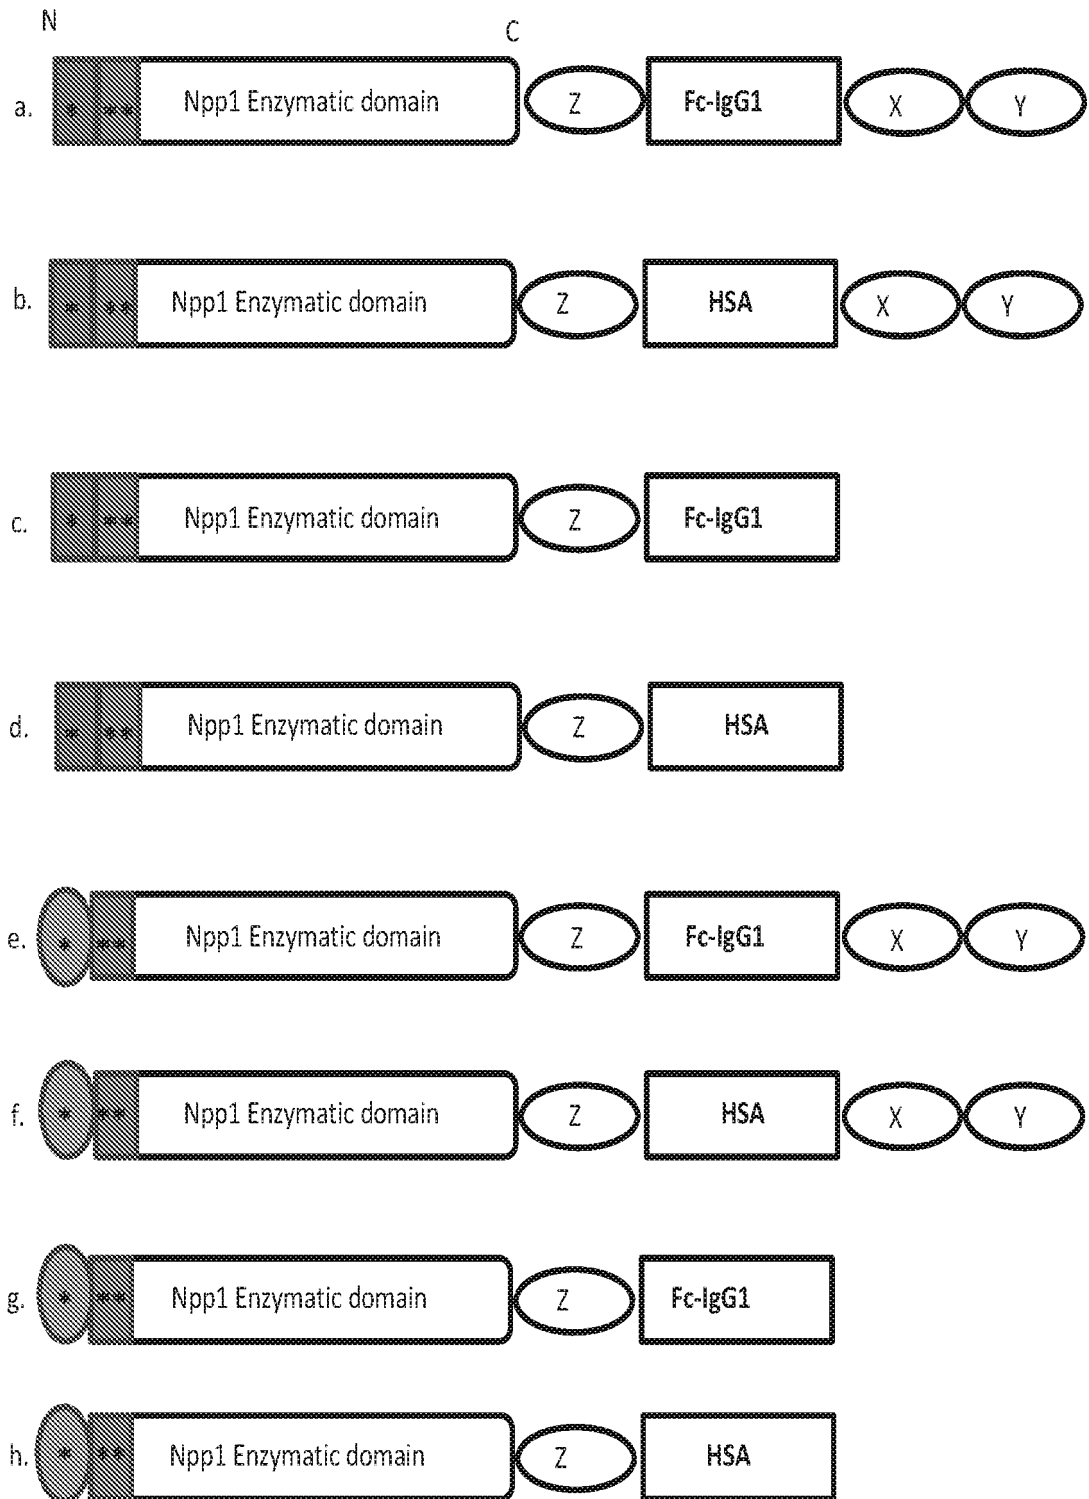 N
C
a. * ** Npp1 Enzymatic domain Z Fc-IgG1 X Y
b. * ** Npp1 Enzymatic domain Z HSA X Y
c. * ** Npp1 Enzymatic domain Z Fc-IgG1
d. * ** Npp1 Enzymatic domain Z HSA
e. * ** Npp1 Enzymatic domain Z Fc-IgG1 X Y
f. * ** Npp1 Enzymatic domain Z HSA X Y
g. * ** Npp1 Enzymatic domain Z Fc-IgG1
h. * ** Npp1 Enzymatic domain Z HSA